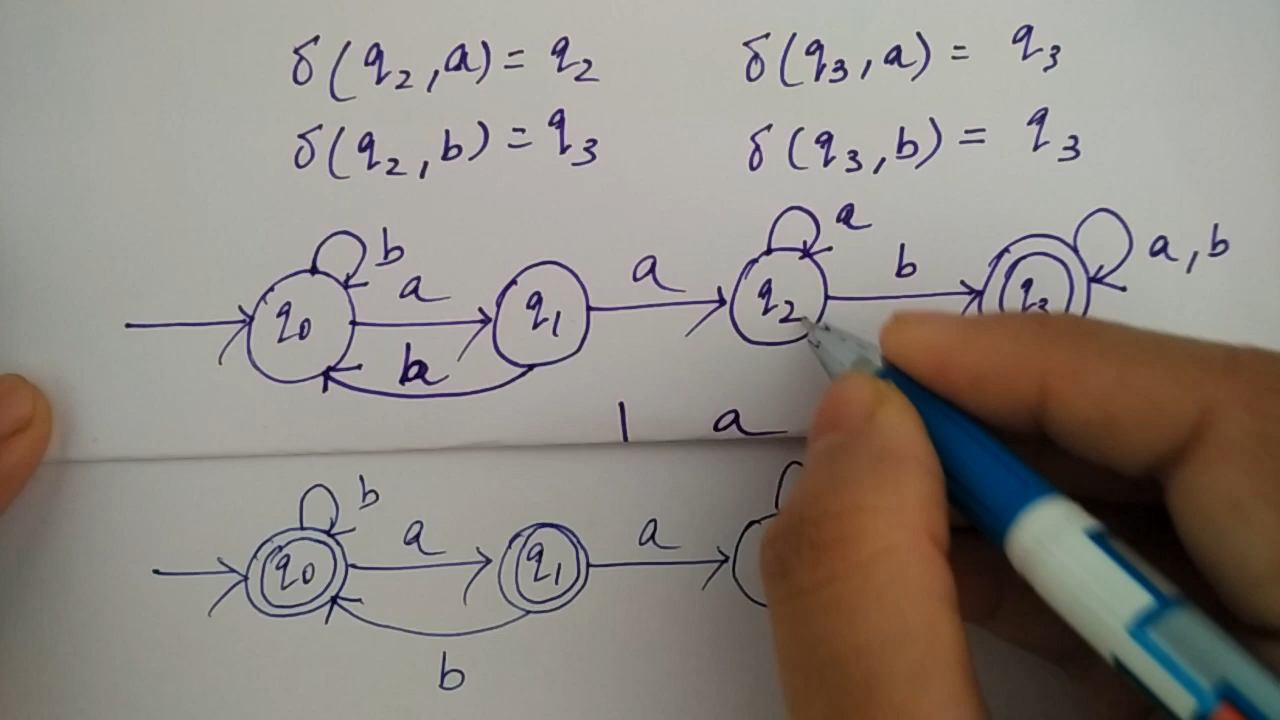 δ(q₂,a) = q₂ δ(q₃,a) = q₃
δ(q₂,b) = q₃ δ(q₃,b) = q₃
b a
a a b a,b
q₀ q₁ q₂ q₃
b
| a
b
a a
q₀ q₁
b